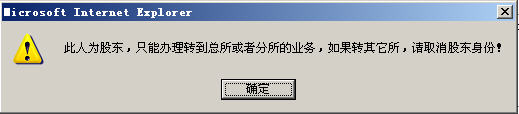 Microsoft Internet Explorer
此人为股东，只能办理转到总所或者分所的业务，如果转其它所，请取消股东身份！
确定